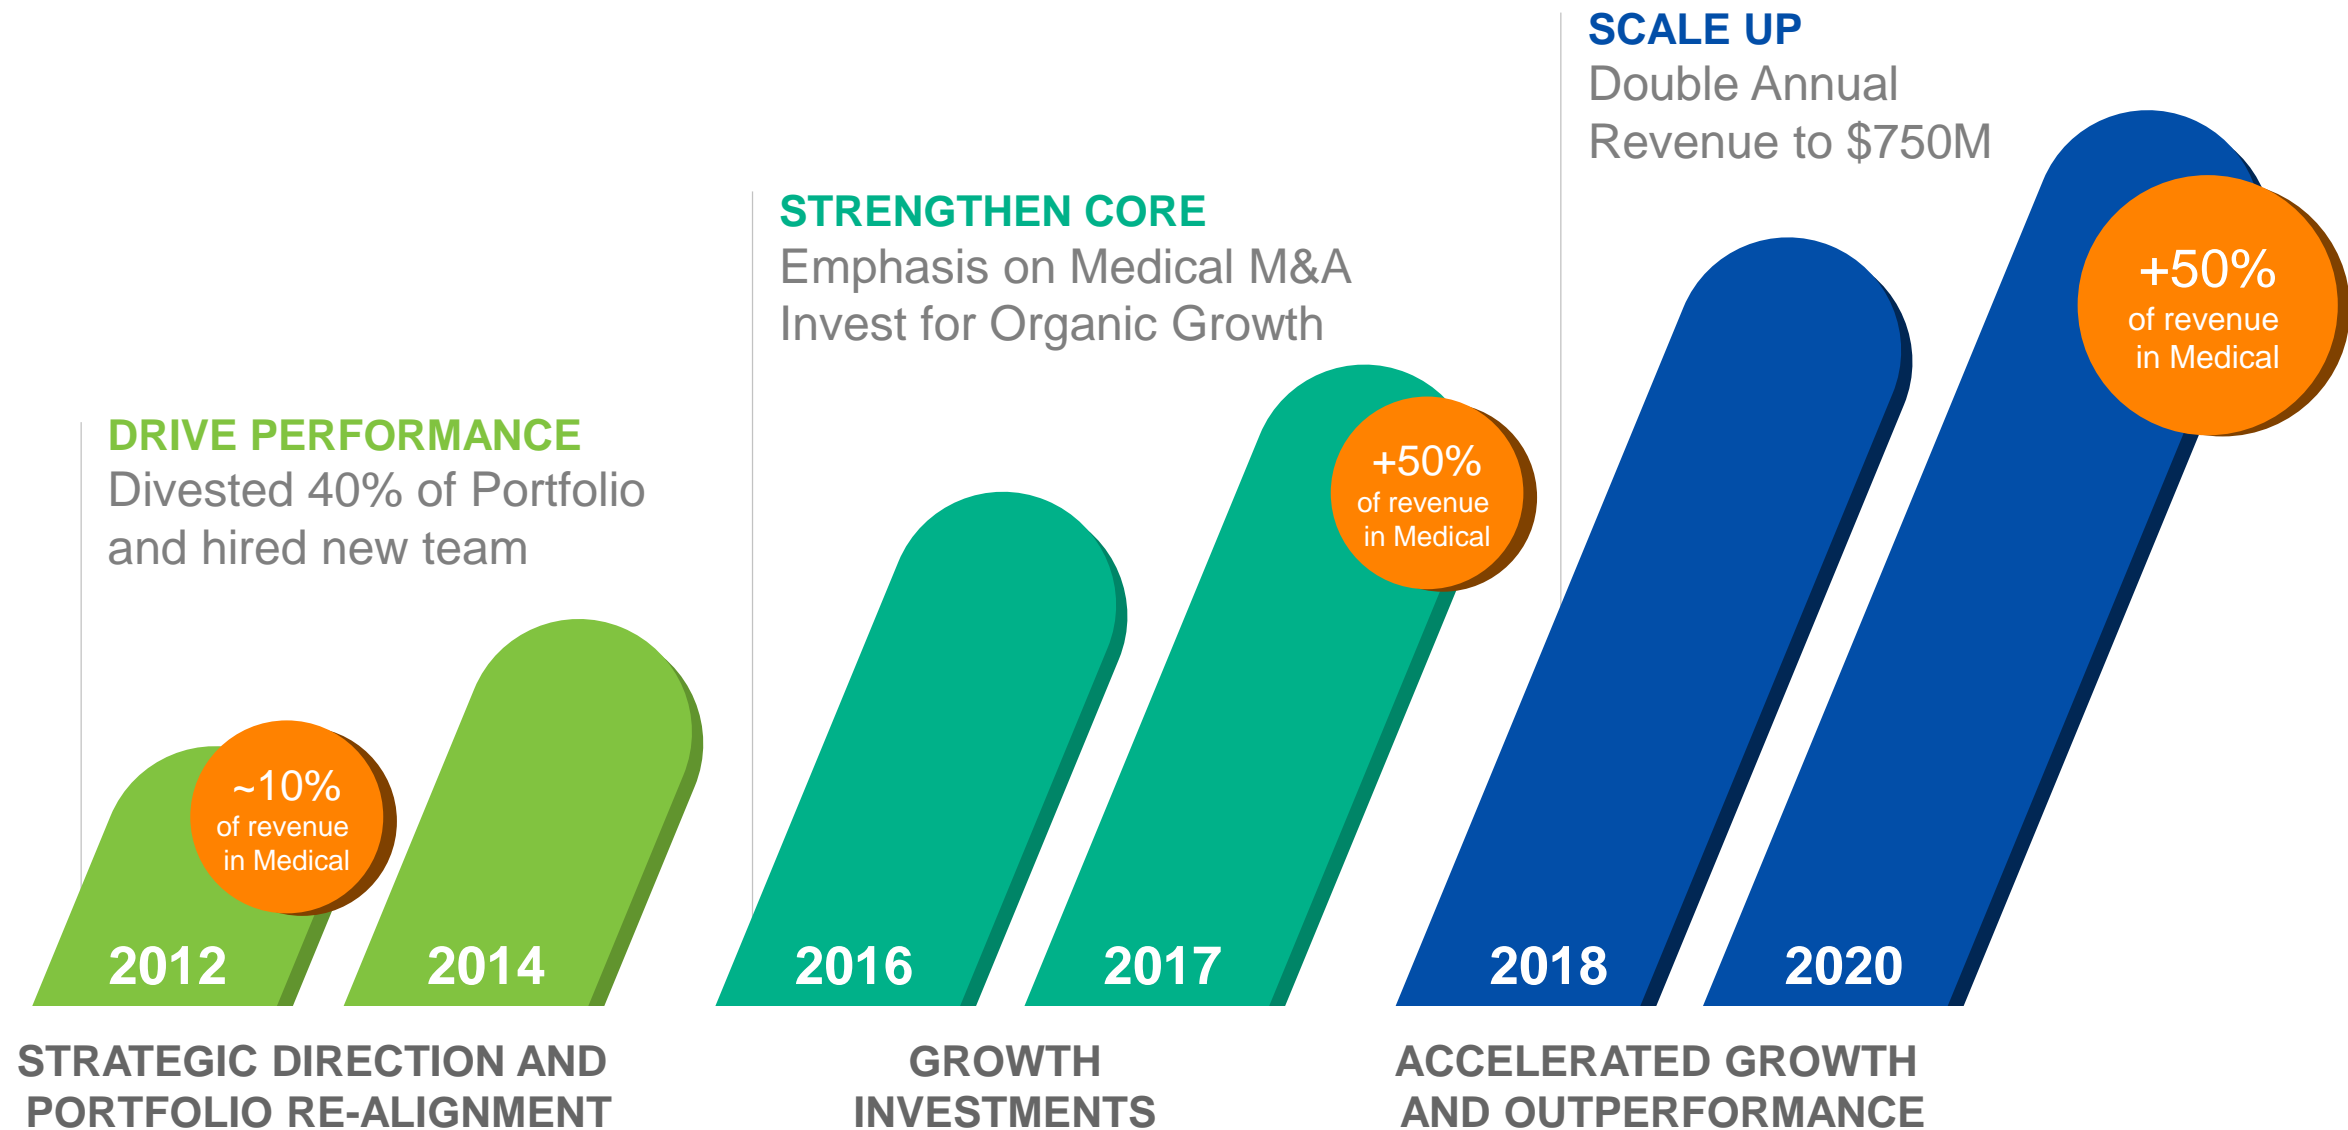 DRIVE PERFORMANCE
Divested 40% of Portfolio
and hired new team
~10%
of revenue
in Medical
2012
2014
STRATEGIC DIRECTION AND
PORTFOLIO RE-ALIGNMENT
STRENGTHEN CORE
Emphasis on Medical M&A
Invest for Organic Growth
+50%
of revenue
in Medical
2016
2017
GROWTH
INVESTMENTS
SCALE UP
Double Annual
Revenue to $750M
+50%
of revenue
in Medical
2018
2020
ACCELERATED GROWTH
AND OUTPERFORMANCE